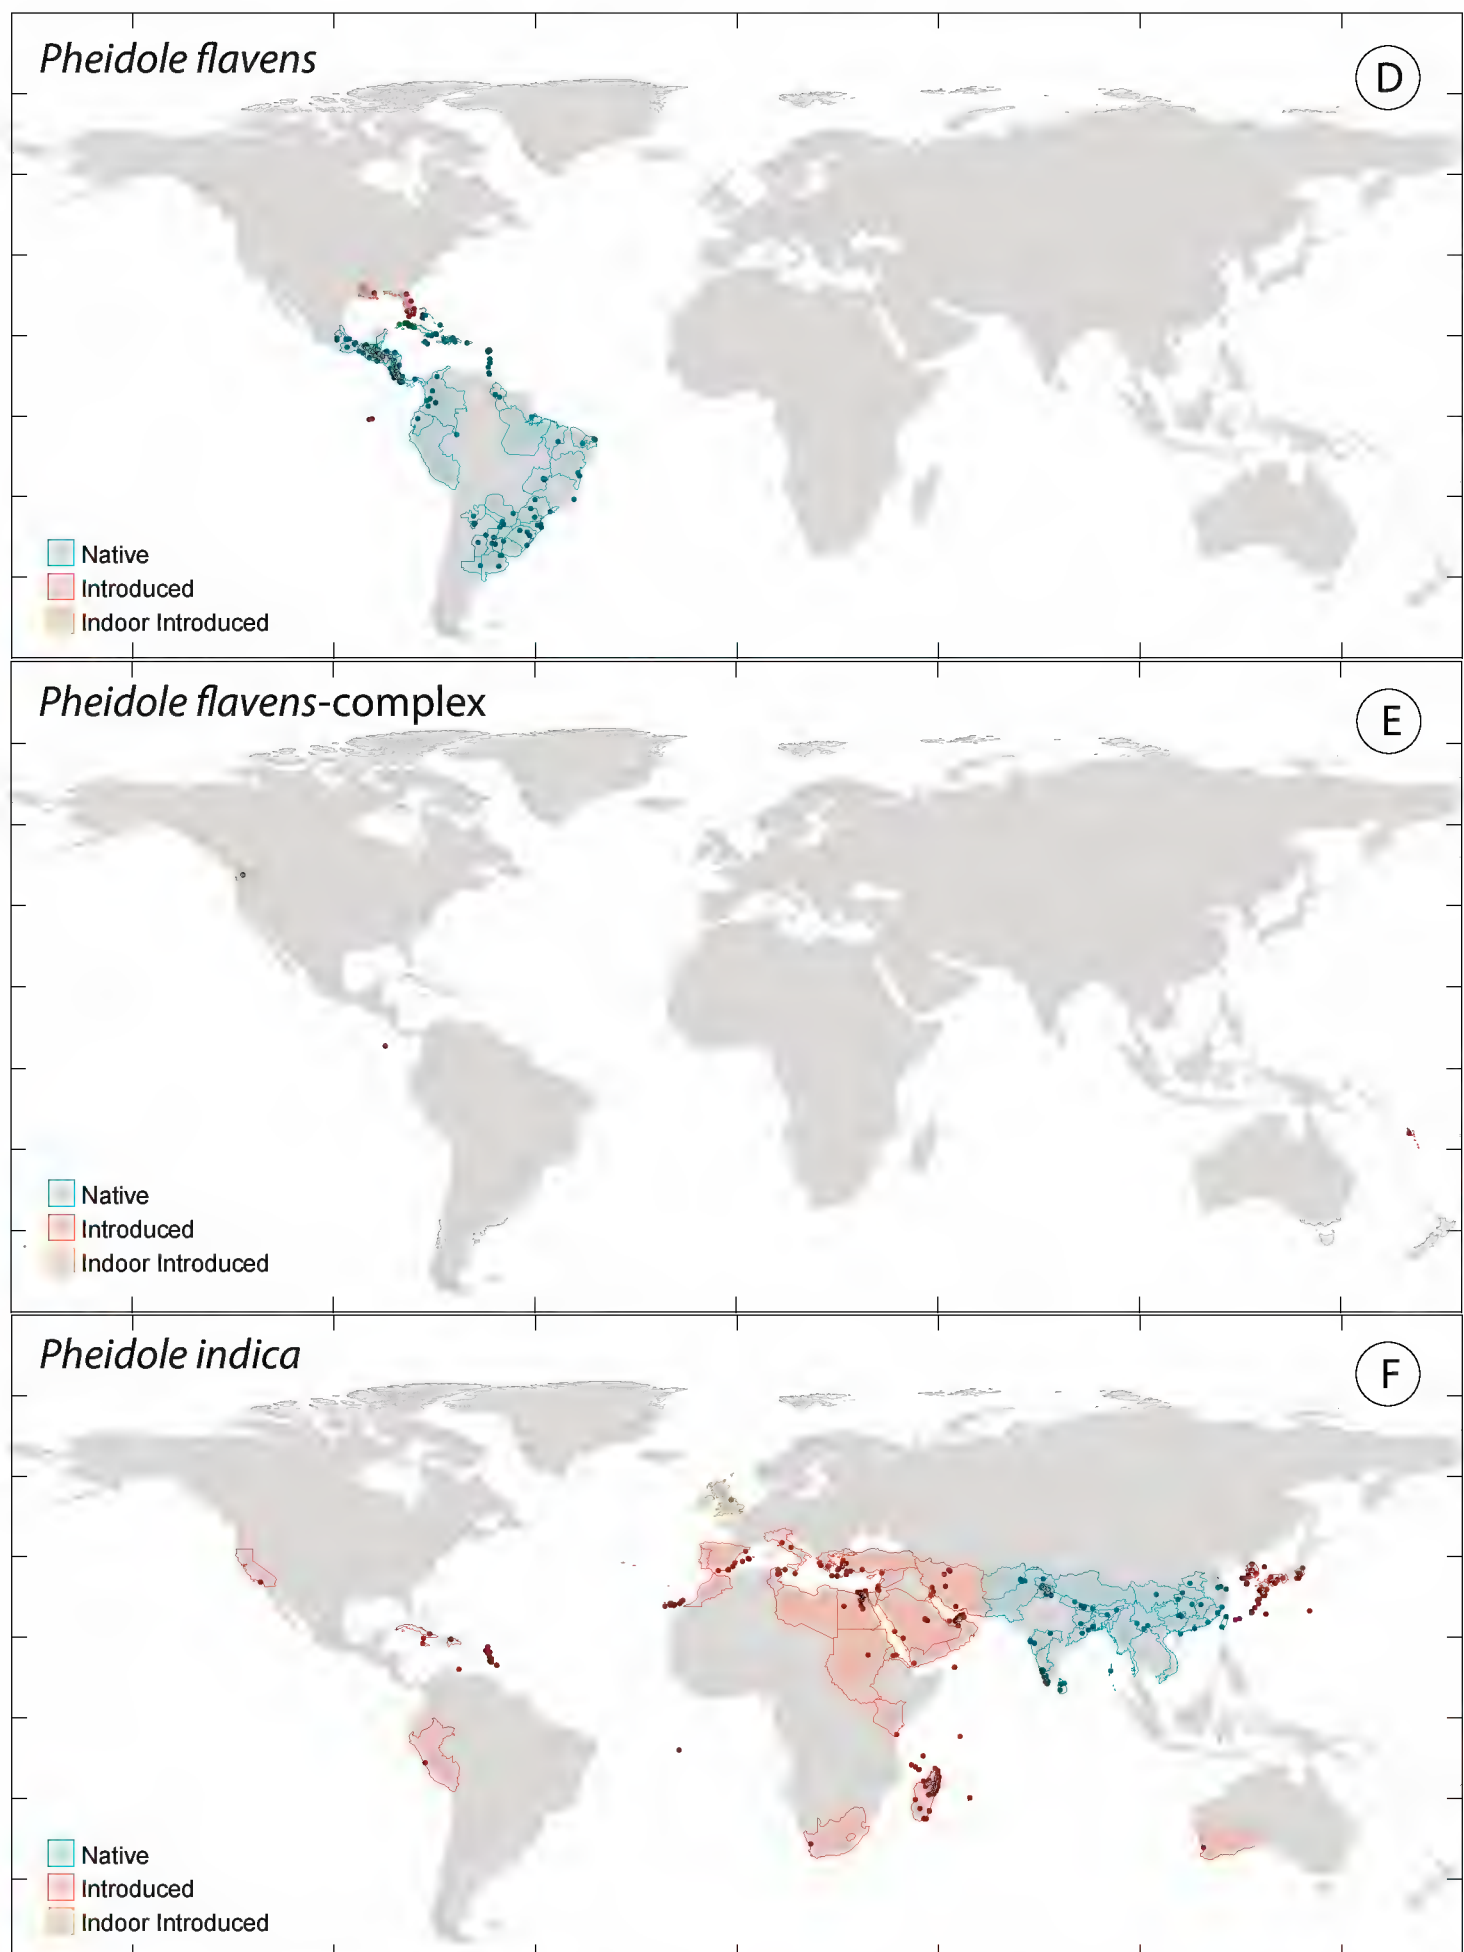 Pheidole flavens
D
Native
Introduced
Indoor Introduced
Pheidole flavens-complex
E
Native
Introduced
Indoor Introduced
Pheidole indica
F
Native
Introduced
Indoor Introduced